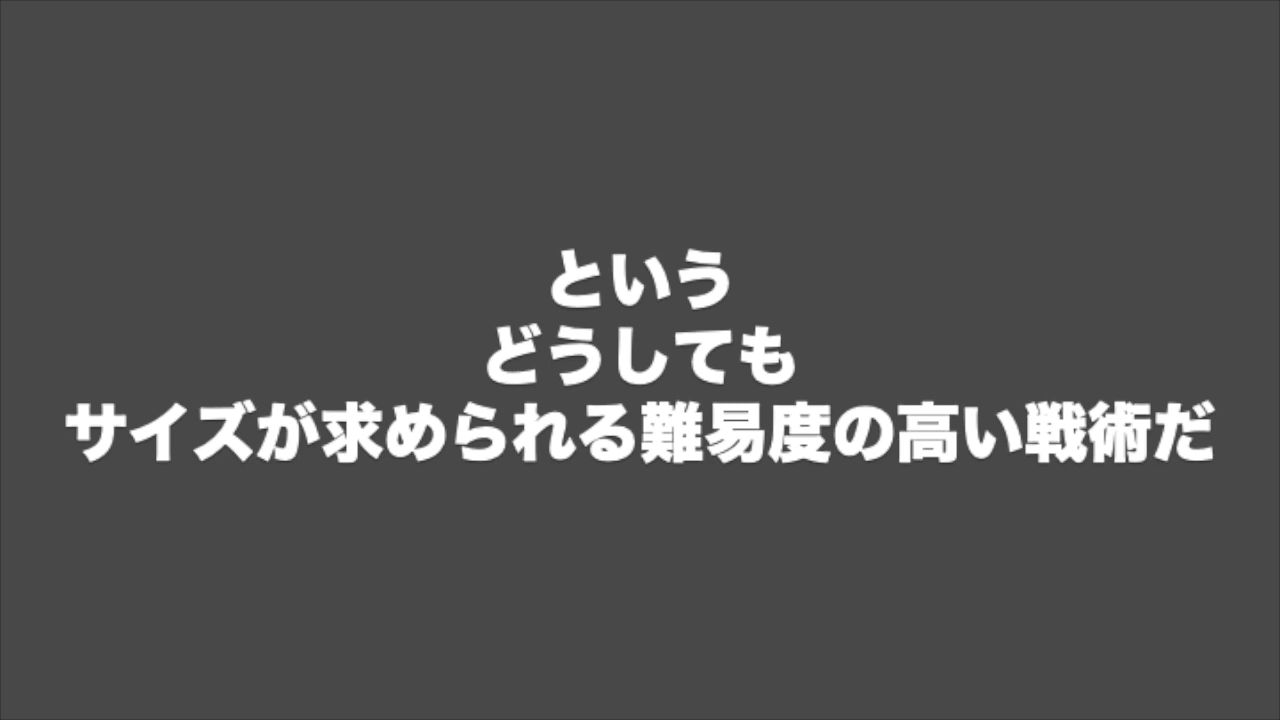 という
どうしても
サイズが求められる難易度の高い戦術だ